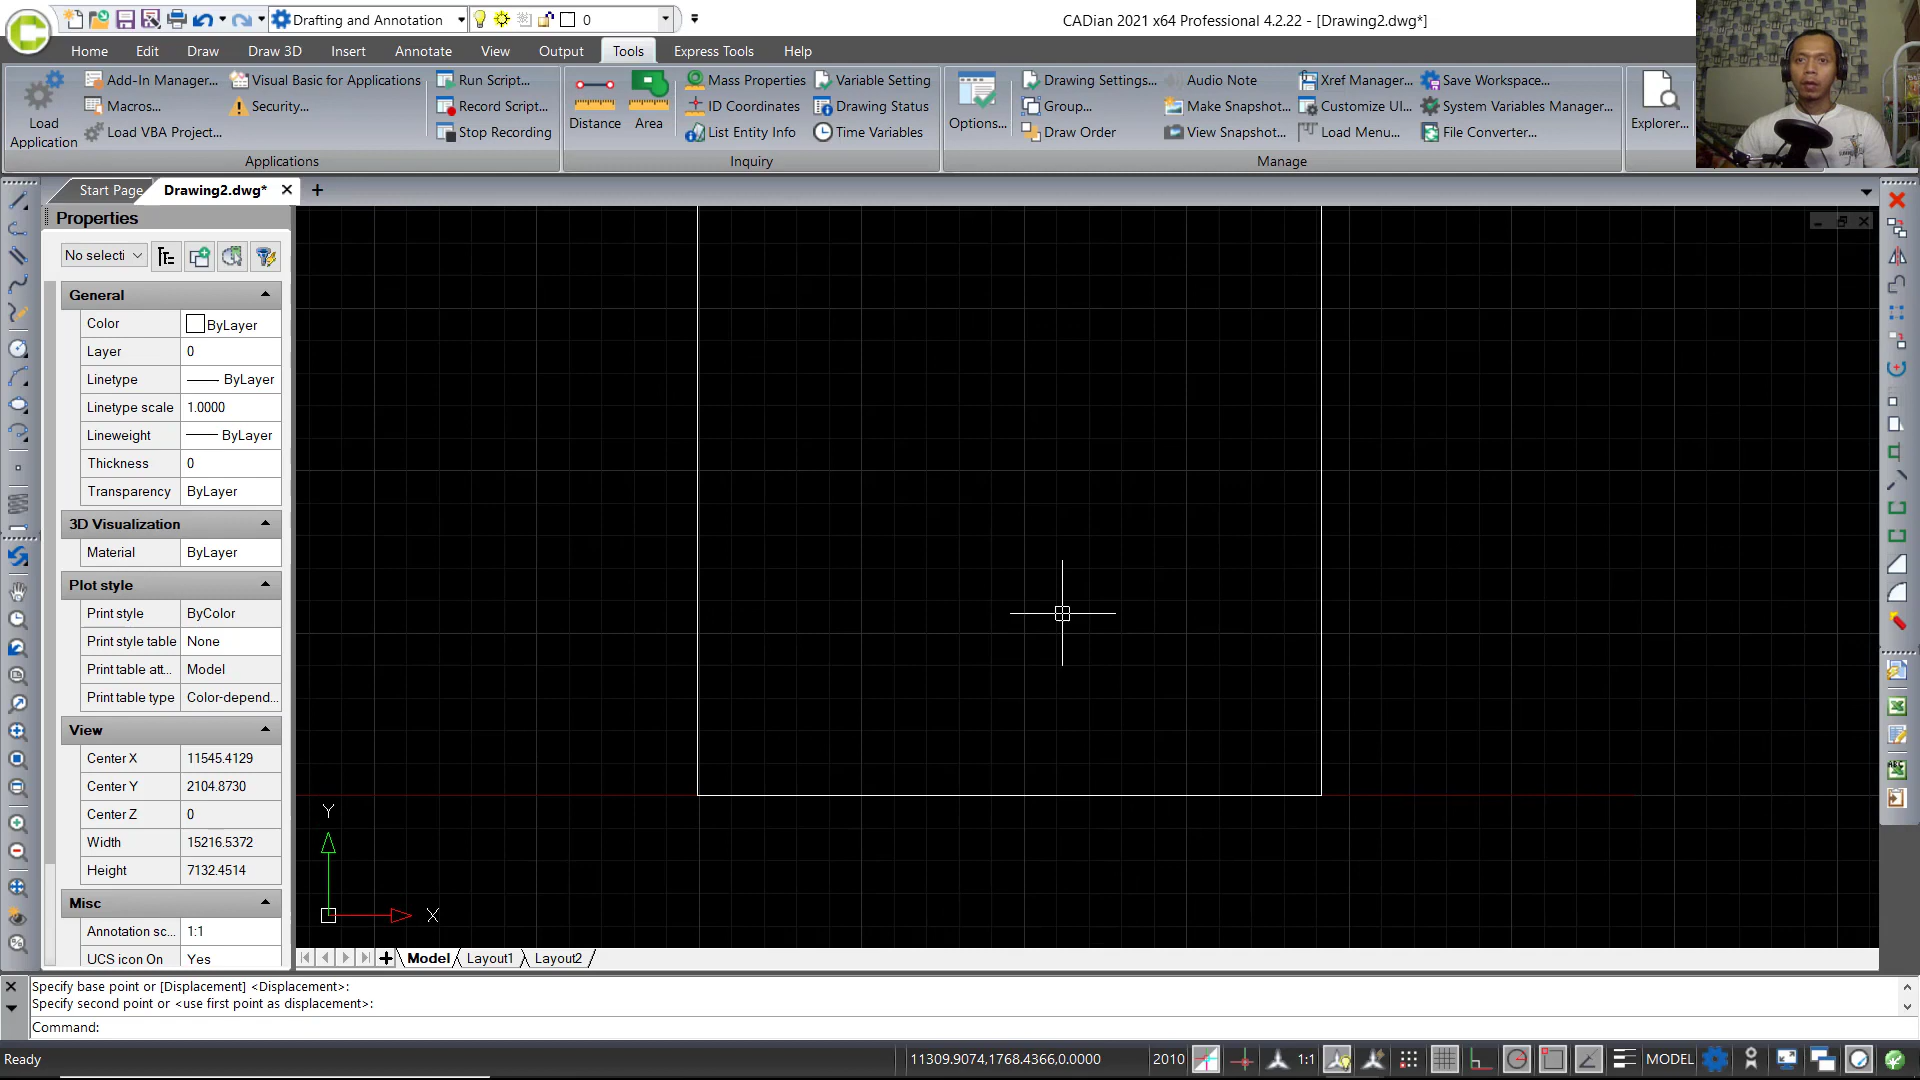 Drafting and Annotation
0
CADian 2021 x64 Professional 4.2.22 - [Drawing2.dwg*]
Home
Edit
Draw
Draw 3D
Insert
Annotate
View
Output
Tools
Express Tools
Help
Load Application
Add-In Manager...
Macros...
Load VBA Project...
Visual Basic for Applications
Security...
Run Script...
Record Script...
Stop Recording
Applications
Distance
Area
Mass Properties
ID Coordinates
List Entity Info
Variable Setting
Drawing Status
Time Variables
Inquiry
Options...
Drawing Settings...
Group...
Draw Order
Audio Note
Make Snapshot...
View Snapshot...
Xref Manager...
Customize UI...
Load Menu...
Save Workspace...
System Variables Manager...
File Converter...
Manage
Explorer...
Start Page
Drawing2.dwg*
Properties
No selecti
General
Color ByLayer
Layer 0
Linetype ByLayer
Linetype scale 1.0000
Lineweight ByLayer
Thickness 0
Transparency ByLayer
3D Visualization
Material ByLayer
Plot style
Print style ByColor
Print style table None
Print table att... Model
Print table type Color-depend...
View
Center X 11545.4129
Center Y 2104.8730
Center Z 0
Width 15216.5372
Height 7132.4514
Misc
Annotation sc... 1:1
UCS icon On Yes
Y
X
Model
Layout1
Layout2
Specify base point or [Displacement] <Displacement>:
Specify second point or <use first point as displacement>:
Command:
Ready
11309.9074,1768.4366,0.0000
2010
1:1
MODEL